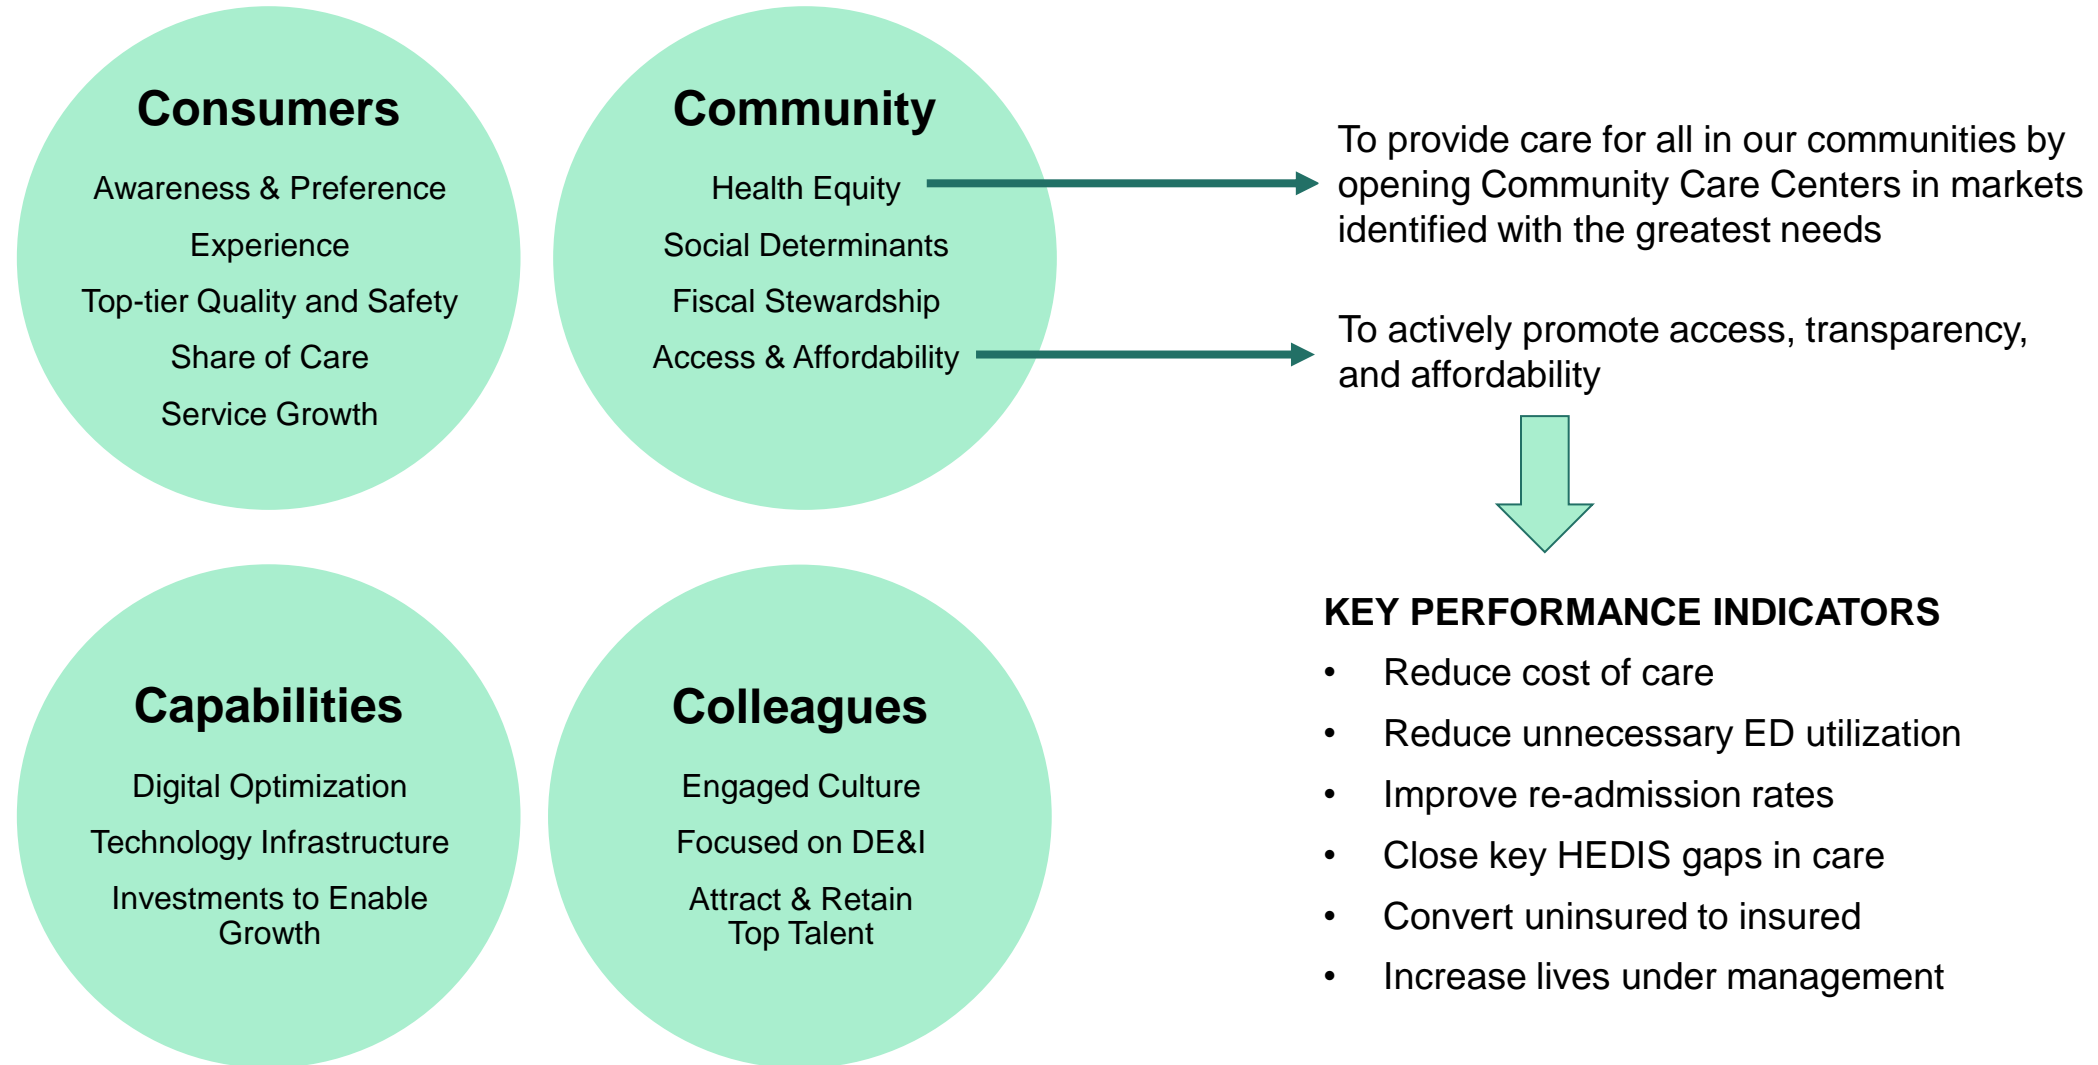 Consumers
Awareness & Preference
Experience
Top-tier Quality and Safety
Share of Care
Service Growth
Community
Health Equity
Social Determinants
Fiscal Stewardship
Access & Affordability
To provide care for all in our communities by
opening Community Care Centers in markets
identified with the greatest needs
To actively promote access, transparency,
and affordability
Capabilities
Digital Optimization
Technology Infrastructure
Investments to Enable
Growth
Colleagues
Engaged Culture
Focused on DE&I
Attract & Retain
Top Talent
KEY PERFORMANCE INDICATORS
• Reduce cost of care
• Reduce unnecessary ED utilization
• Improve re-admission rates
• Close key HEDIS gaps in care
• Convert uninsured to insured
• Increase lives under management